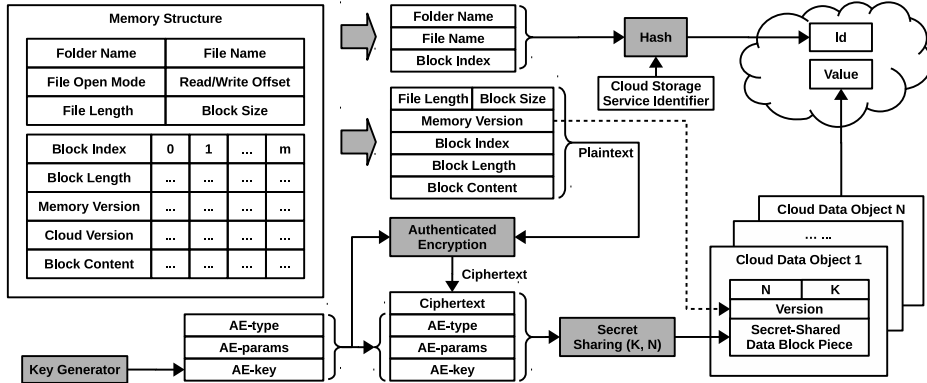 Memory Structure
Folder Name File Name
File Open Mode Read/Write Offset
File Length Block Size
Block Index 0 1 ... m
Block Length ... ... ... ...
Memory Version ... ... ... ...
Cloud Version ... ... ... ...
Block Content ... ... ... ...
Folder Name
File Name
Block Index
Hash
Cloud Storage
Service Identifier
Id
Value
File Length Block Size
Memory Version
Block Index
Block Length
Block Content
Plaintext
Authenticated
Encryption
Ciphertext
Key Generator
AE-type
AE-params
AE-key
Ciphertext
AE-type
AE-params
AE-key
Secret
Sharing (K, N)
Cloud Data Object N
... ...
Cloud Data Object 1
N K
Version
Secret-Shared
Data Block Piece